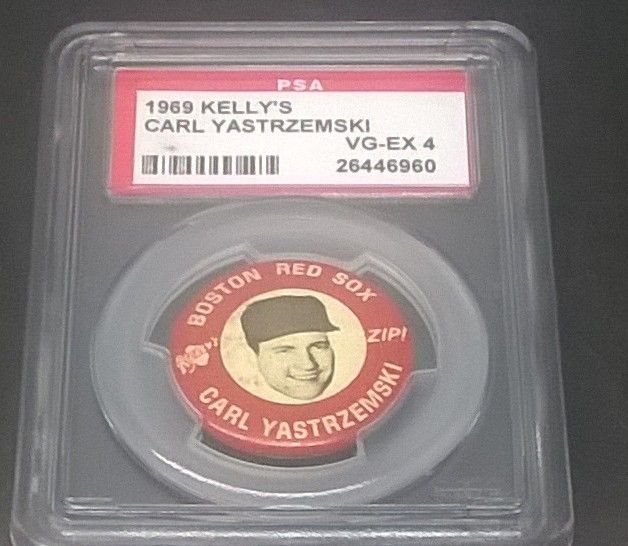 PSA
1969 KELLY'S
CARL YASTRZEMSKI
VG-EX 4
26446960
BOSTON RED SOX
ZIP!
CARL YASTRZEMSKI